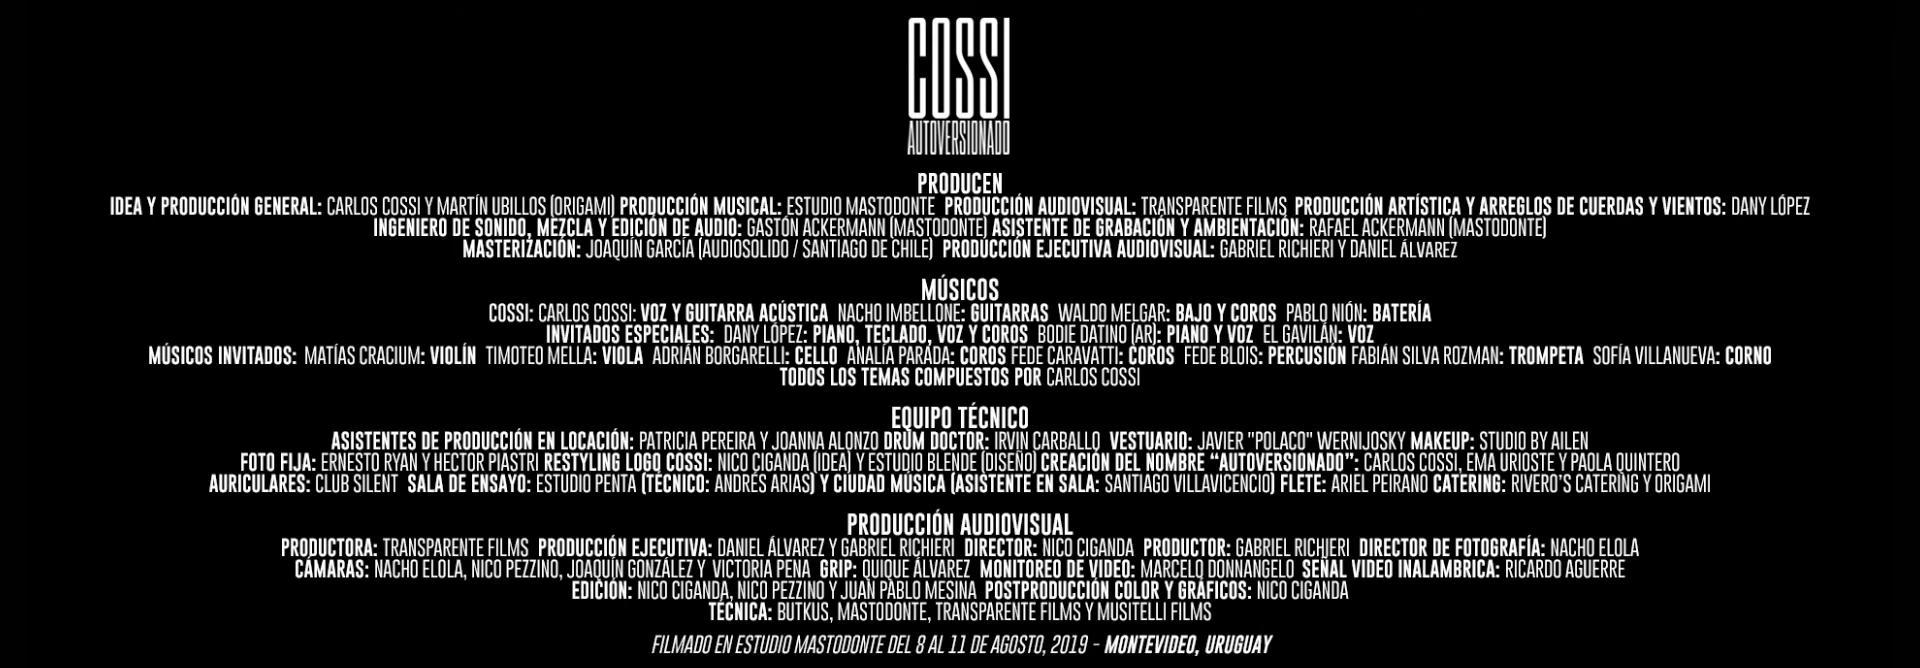 COSSI
AUTOVERSIONADO
PRODUCEN
IDEA Y PRODUCCIÓN GENERAL: CARLOS COSSI Y MARTÍN UBILLOS (ORIGAMI) PRODUCCIÓN MUSICAL: ESTUDIO MASTODONTE PRODUCCIÓN AUDIOVISUAL: TRANSPARENTE FILMS PRODUCCIÓN ARTÍSTICA Y ARREGLOS DE CUERDAS Y VIENTOS: DANY LÓPEZ
INGENIERO DE SONIDO, MEZCLA Y EDICIÓN DE AUDIO: GASTÓN ACKERMANN (MASTODONTE) ASISTENTE DE GRABACIÓN Y AMBIENTACIÓN: RAFAEL ACKERMANN (MASTODONTE)
MASTERIZACIÓN: JOAQUÍN GARCÍA (AUDIOSOLIDO / SANTIAGO DE CHILE) PRODUCCIÓN EJECUTIVA AUDIOVISUAL: GABRIEL RICHIERI Y DANIEL ÁLVAREZ
MÚSICOS
COSSI: CARLOS COSSI: VOZ Y GUITARRA ACÚSTICA NACHO IMBELLONE: GUITARRAS WALDO MELGAR: BAJO Y COROS PABLO NIÓN: BATERÍA
INVITADOS ESPECIALES: DANY LÓPEZ: PIANO, TECLADO, VOZ Y COROS BODIE DATINO (AR): PIANO Y VOZ EL GAVILÁN: VOZ
MÚSICOS INVITADOS: MATÍAS CRACIUM: VIOLÍN TIMOTEO MELLA: VIOLA ADRIÁN BORGARELLI: CELLO ANALÍA PARADA: COROS FEDE CARAVATTI: COROS FEDE BLOIS: PERCUSIÓN FABIÁN SILVA ROZMAN: TROMPETA SOFÍA VILLANUEVA: CORNO
TODOS LOS TEMAS COMPUESTOS POR CARLOS COSSI
EQUIPO TÉCNICO
ASISTENTES DE PRODUCCIÓN EN LOCACIÓN: PATRICIA PEREIRA Y JOANNA ALONZO DRUM DOCTOR: IRVIN CARBALLO VESTUARIO: JAVIER "POLACO" WERNIJOSKY MAKEUP: STUDIO BY AILEN
FOTO FIJA: ERNESTO RYAN Y HECTOR PIASTRI RESTYLING LOGO COSSI: NICO CIGANDA (IDEA) Y ESTUDIO BLENDE (DISEÑO) CREACIÓN DEL NOMBRE “AUTOVERSIONADO”: CARLOS COSSI, EMA URIOSTE Y PAOLA QUINTERO
AURICULARES: CLUB SILENT SALA DE ENSAYO: ESTUDIO PENTA (TÉCNICO: ANDRÉS ARIAS) Y CIUDAD MÚSICA (ASISTENTE EN SALA: SANTIAGO VILLAVICENCIO) FLETE: ARIEL PEIRANO CATERING: RIVERO'S CATERING Y ORIGAMI
PRODUCCIÓN AUDIOVISUAL
PRODUCTORA: TRANSPARENTE FILMS PRODUCCIÓN EJECUTIVA: DANIEL ÁLVAREZ Y GABRIEL RICHIERI DIRECTOR: NICO CIGANDA PRODUCTOR: GABRIEL RICHIERI DIRECTOR DE FOTOGRAFÍA: NACHO ELOLA
CÁMARAS: NACHO ELOLA, NICO PEZZINO, JOAQUÍN GONZÁLEZ Y VICTORIA PENA GRIP: QUIQUE ÁLVAREZ MONITOREO DE VIDEO: MARCELO DONNANGELO SEÑAL VIDEO INALAMBRICA: RICARDO AGUERRE
EDICIÓN: NICO CIGANDA, NICO PEZZINO Y JUAN PABLO MESINA POSTPRODUCCIÓN COLOR Y GRÁFICOS: NICO CIGANDA
TÉCNICA: BUTKUS, MASTODONTE, TRANSPARENTE FILMS Y MUSITELLI FILMS
FILMADO EN ESTUDIO MASTODONTE DEL 8 AL 11 DE AGOSTO, 2019 - MONTEVIDEO, URUGUAY